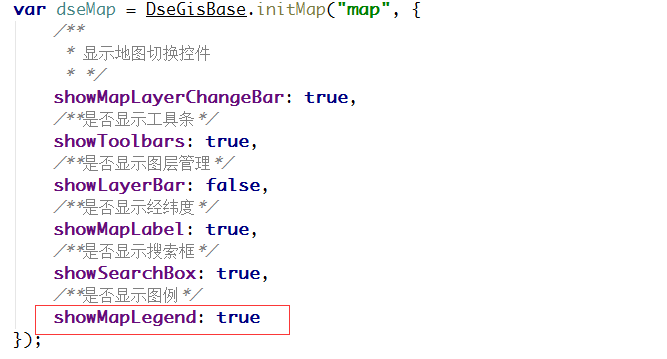 var dseMap = DseGisBase.initMap("map", {
/**
* 显示地图切换控件
* */
showMapLayerChangeBar: true,
/**是否显示工具条*/
showToolbars: true,
/**是否显示图层管理*/
showLayerBar: false,
/**是否显示经纬度*/
showMapLabel: true,
/**是否显示搜索框*/
showSearchBox: true,
/**是否显示图例*/
showMapLegend: true
});